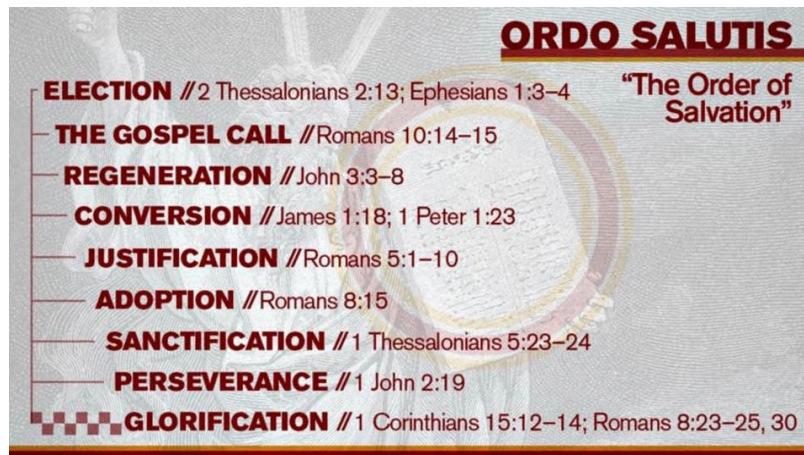 ORDO SALUTIS
“The Order of
Salvation”
ELECTION // 2 Thessalonians 2:13; Ephesians 1:3–4
THE GOSPEL CALL // Romans 10:14–15
REGENERATION // John 3:3–8
CONVERSION // James 1:18; 1 Peter 1:23
JUSTIFICATION // Romans 5:1–10
ADOPTION // Romans 8:15
SANCTIFICATION // 1 Thessalonians 5:23–24
PERSEVERANCE // 1 John 2:19
GLORIFICATION // 1 Corinthians 15:12–14; Romans 8:23–25, 30